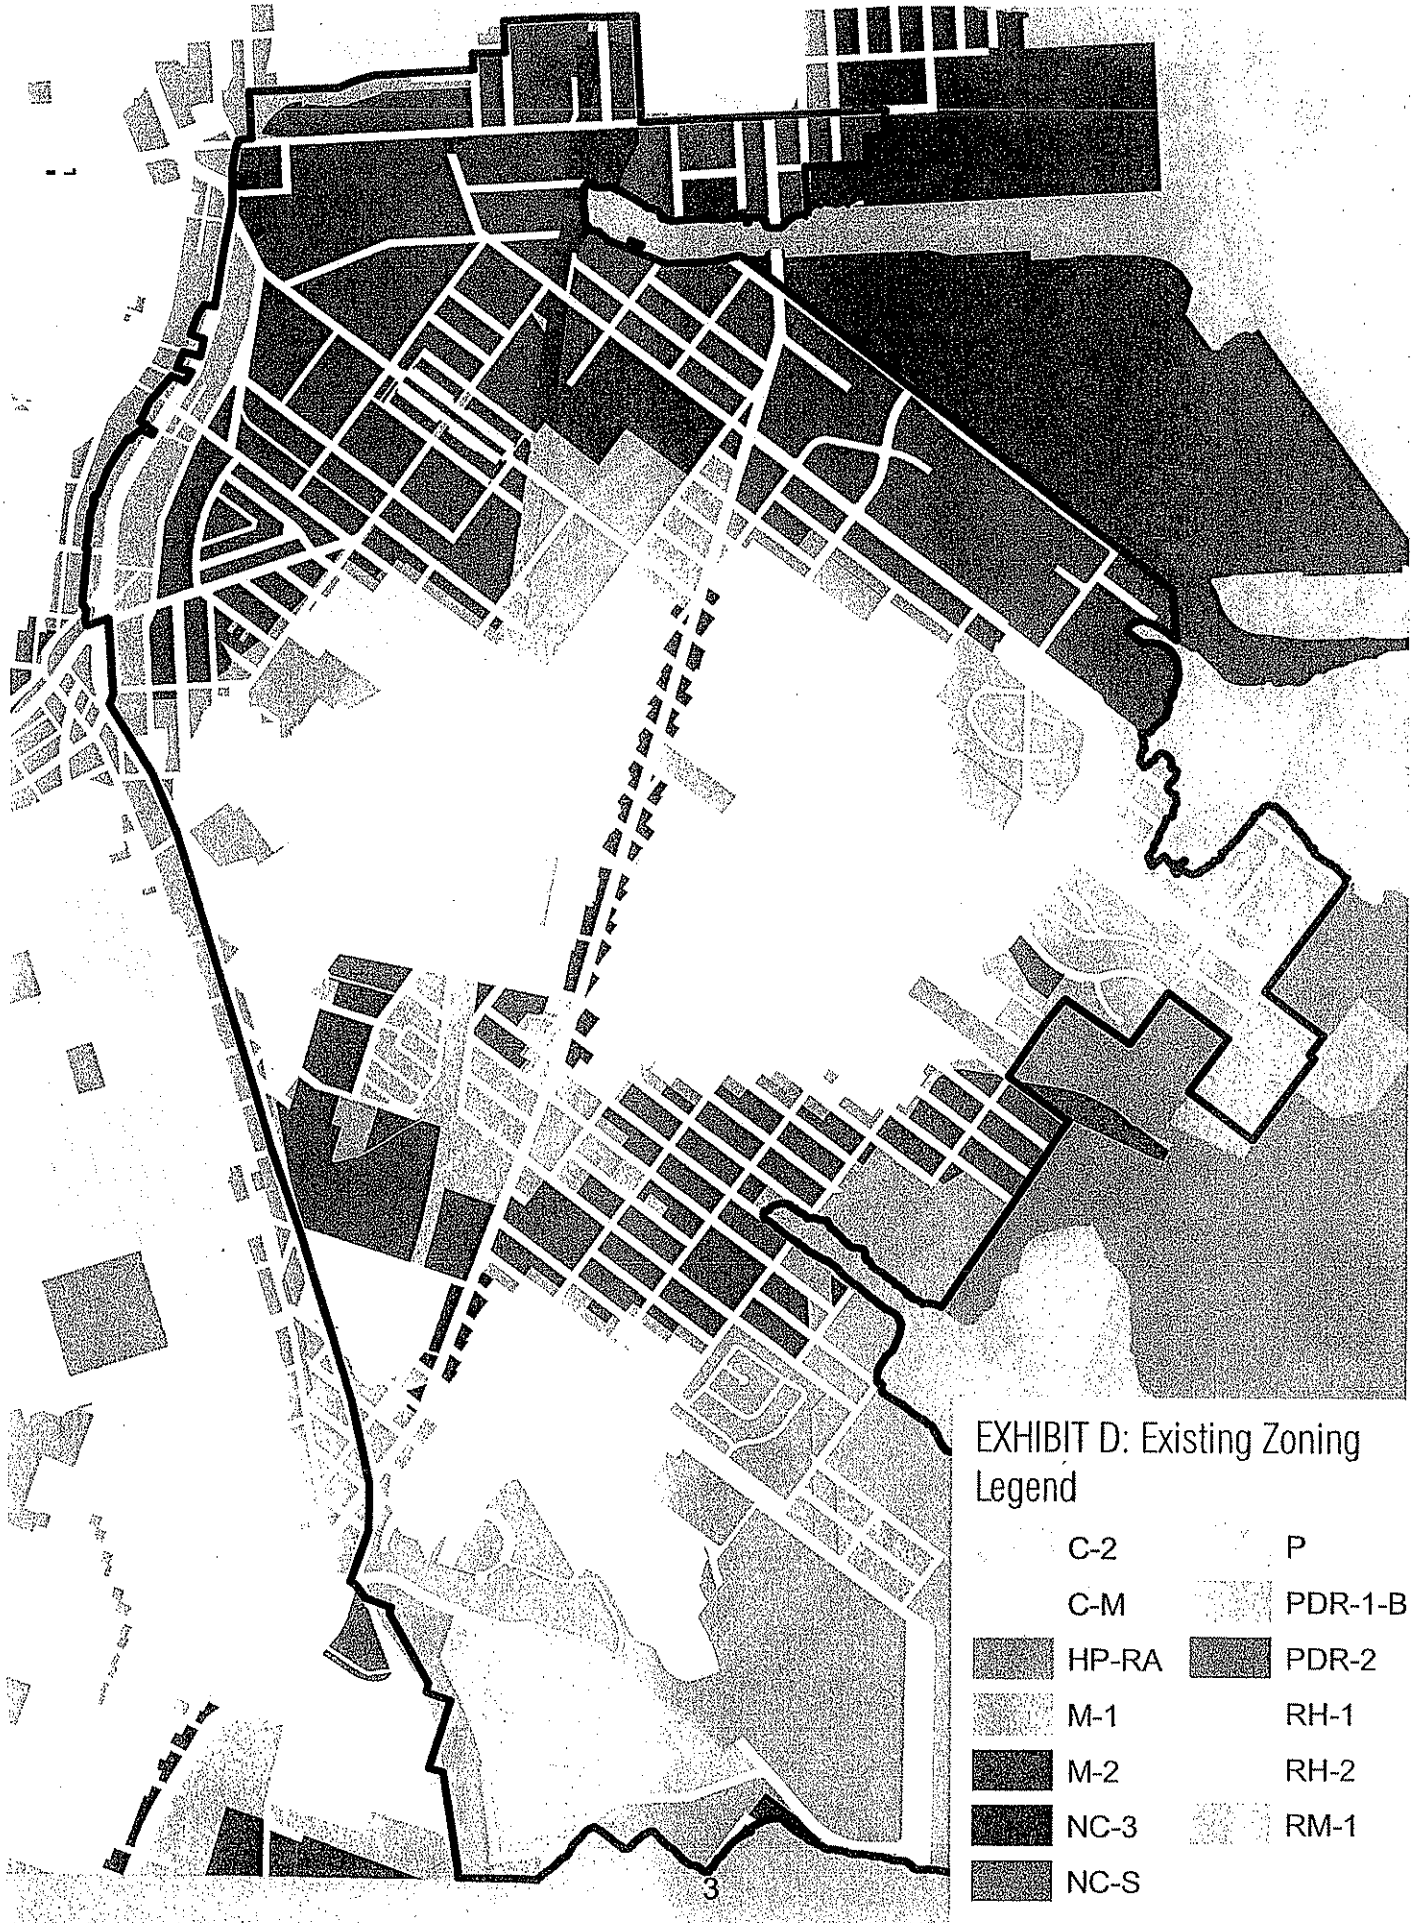 EXHIBIT D: Existing Zoning
Legend
C-2
C-M
HP-RA
M-1
M-2
NC-3
NC-S
P
PDR-1-B
PDR-2
RH-1
RH-2
RM-1
3